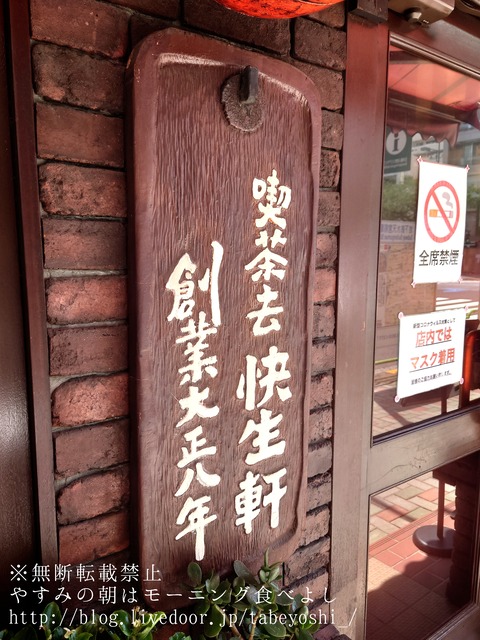 喫茶去 快生軒
創業大正八年
全席禁煙
店内では
マスク着用
※無断転載禁止
やすみの朝はモーニング食べよし
http://blog.livedoor.jp/tabeyoshi_/